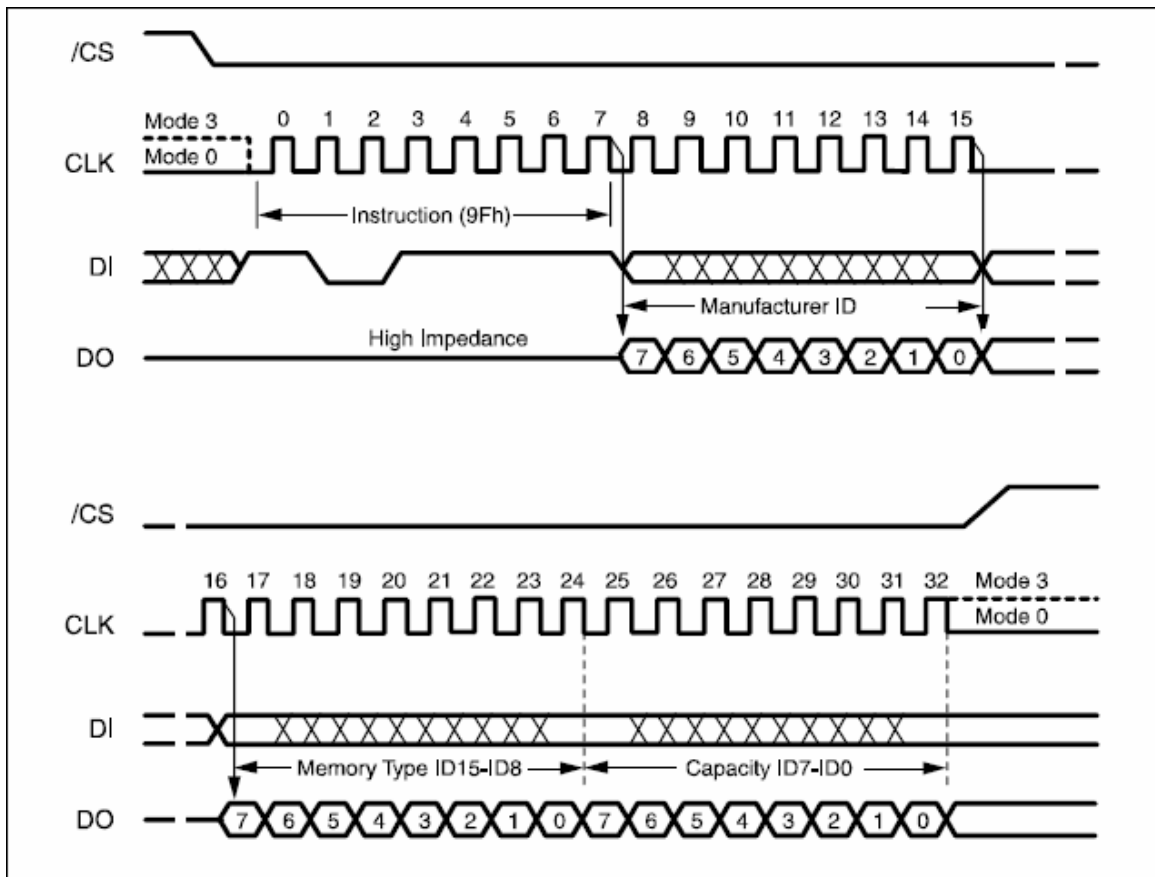 /CS
Mode 3
0 1 2 3 4 5 6 7 8 9 10 11 12 13 14 15
Mode 0
CLK
Instruction (9Fh)
DI
Manufacturer ID
High Impedance
DO
7 6 5 4 3 2 1 0
/CS
16 17 18 19 20 21 22 23 24 25 26 27 28 29 30 31 32 Mode 3
CLK
Mode 0
DI
Memory Type ID15-ID8 Capacity ID7-ID0
DO
7 6 5 4 3 2 1 0 7 6 5 4 3 2 1 0